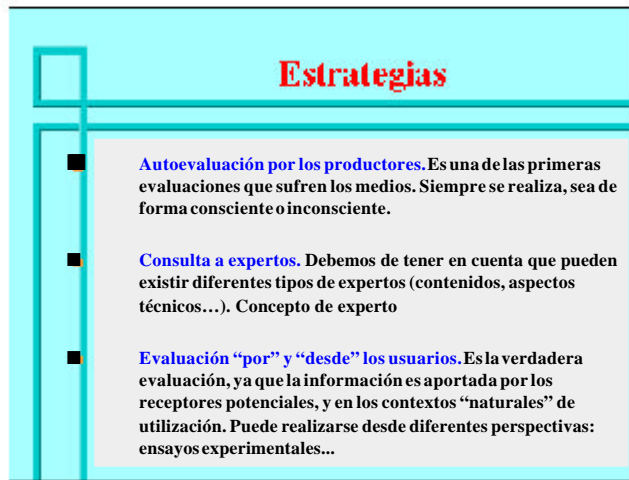 Estrategias
Autoevaluación por los productores. Es una de las primeras
evaluaciones que sufren los medios. Siempre se realiza, sea de
forma consciente o inconsciente.
Consulta a expertos. Debemos de tener en cuenta que pueden
existir diferentes tipos de expertos (contenidos, aspectos
técnicos…). Concepto de experto
Evaluación “por” y “desde” los usuarios. Es la verdadera
evaluación, ya que la información es aportada por los
receptores potenciales, y en los contextos “naturales” de
utilización. Puede realizarse desde diferentes perspectivas:
ensayos experimentales...